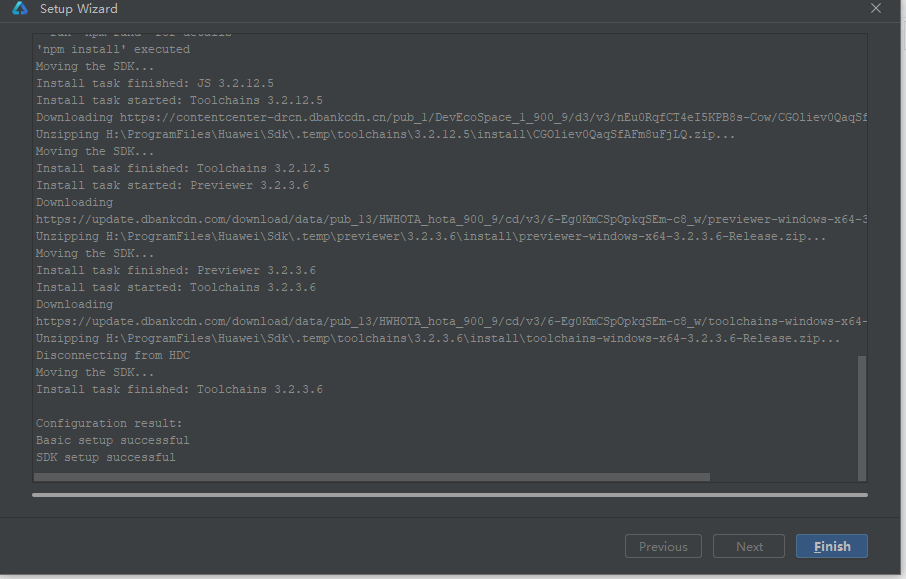 Setup Wizard
'npm install' executed
Moving the SDK...
Install task finished: JS 3.2.12.5
Install task started: Toolchains 3.2.12.5
Downloading https://contentcenter-drcn.dbankcdn.cn/pub_1/DevEcoSpace_1_900_9/d3/v3/nEu0RqfCT4eI5KPB8s-Cow/CGOliev0QaqSf
Unzipping H:\ProgramFiles\Huawei\Sdk\.temp\toolchains\3.2.12.5\install\CGOliev0QaqSfAFm8uFjLQ.zip...
Moving the SDK...
Install task finished: Toolchains 3.2.12.5
Install task started: Previewer 3.2.3.6
Downloading
https://update.dbankcdn.com/download/data/pub_13/HWHOTA_hota_900_9/cd/v3/6-Eg0KmCSpOpkqSEm-c8_w/previewer-windows-x64-3
Unzipping H:\ProgramFiles\Huawei\Sdk\.temp\previewer\3.2.3.6\install\previewer-windows-x64-3.2.3.6-Release.zip...
Moving the SDK...
Install task finished: Previewer 3.2.3.6
Install task started: Toolchains 3.2.3.6
Downloading
https://update.dbankcdn.com/download/data/pub_13/HWHOTA_hota_900_9/cd/v3/6-Eg0KmCSpOpkqSEm-c8_w/toolchains-windows-x64-
Unzipping H:\ProgramFiles\Huawei\Sdk\.temp\toolchains\3.2.3.6\install\toolchains-windows-x64-3.2.3.6-Release.zip...
Disconnecting from HDC
Moving the SDK...
Install task finished: Toolchains 3.2.3.6
Configuration result:
Basic setup successful
SDK setup successful
Previous
Next
Finish